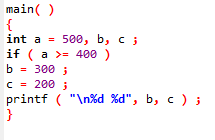 main( )
{
int a = 500, b, c ;
if ( a >= 400 )
b = 300 ;
c = 200 ;
printf ( "\n%d %d", b, c ) ;
}